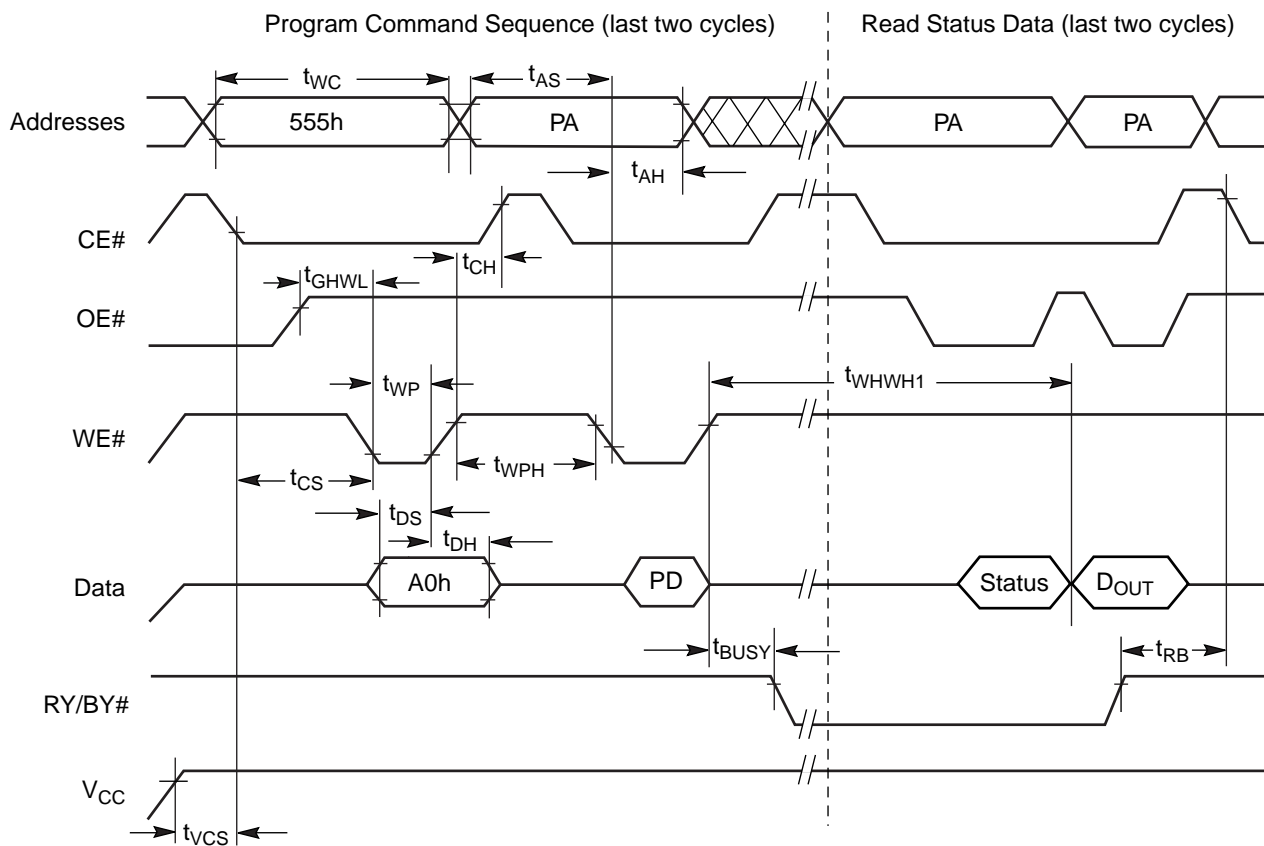 Program Command Sequence (last two cycles)
Read Status Data (last two cycles)
tWC
tAS
Addresses
555h
PA
PA
PA
tAH
CE#
tGHWL
tCH
OE#
tWP
tWHWH1
WE#
tCS
tWPH
tDS
tDH
Data
A0h
PD
Status
DOUT
tBUSY
tRB
RY/BY#
VCC
tVCS